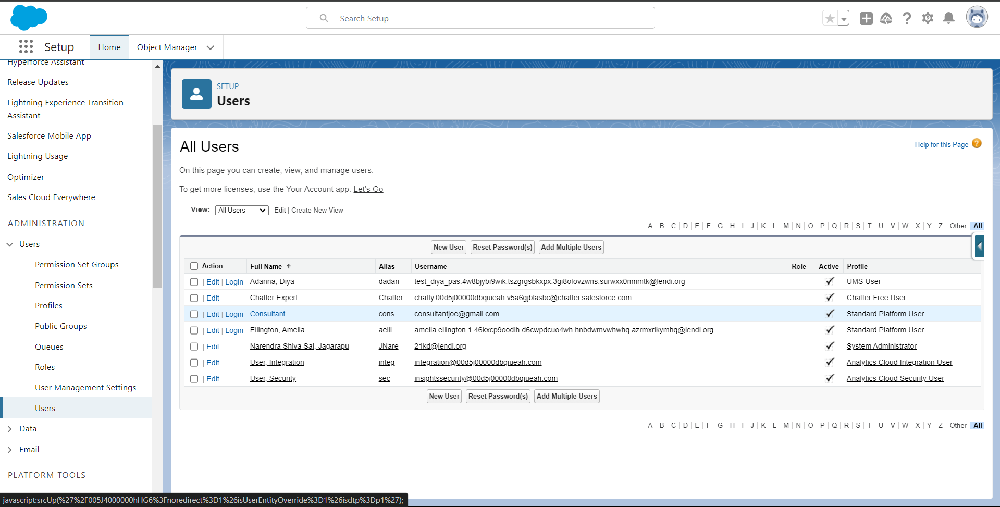 Search Setup
Setup
Home
Object Manager
Hyperforce Assistant
Release Updates
Lightning Experience Transition
Assistant
Salesforce Mobile App
Lightning Usage
Optimizer
Sales Cloud Everywhere
ADMINISTRATION
Users
Permission Set Groups
Permission Sets
Profiles
Public Groups
Queues
Roles
User Management Settings
Users
Data
Email
PLATFORM TOOLS
SETUP
Users
All Users
Help for this Page ?
On this page you can create, view, and manage users.
To get more licenses, use the Your Account app. Let's Go
View: All Users Edit | Create New View
A B C D E F G H I J K L M N O P Q R S T U V W X Y Z Other All
New User Reset Password(s) Add Multiple Users
Action Full Name ↑ Alias Username Role Active Profile
| Edit | Login Adanna, Diya dadan test_diya_pas.4w8bjybi9wik.tszgrgsbkxpx.3gi8ofovzwns.surwxx0nmmtk@lendi.org UMS User
| Edit Chatter Expert Chatter chatty.00d5j00000dbqiueah.v5a6gjblasbc@chatter.salesforce.com Chatter Free User
| Edit | Login Consultant cons consultantjoe@gmail.com Standard Platform User
| Edit | Login Ellington, Amelia aelli amelia.ellington.1.46kxcp9oodih.d6cwpdcuo4wh.hnbdwmvwhwhq.azrmxrikymhq@lendi.org Standard Platform User
| Edit Narendra Shiva Sai, Jagarapu JNare 21kd@lendi.org System Administrator
| Edit User, Integration integ integration@00d5j00000dbqiueah.com Analytics Cloud Integration User
| Edit User, Security sec insightssecurity@00d5j00000dbqiueah.com Analytics Cloud Security User
New User Reset Password(s) Add Multiple Users
A B C D E F G H I J K L M N O P Q R S T U V W X Y Z Other All
javascript:srcUp(%27%2F005J4000000hHG6%3Fnoredirect%3D1%26isUserEntityOverride%3D1%26isdtp%3Dp1%27);